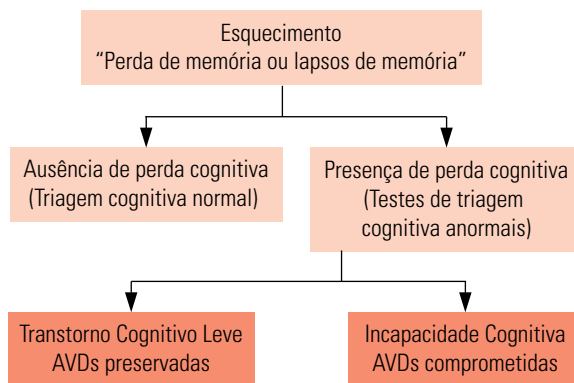 Esquecimento
“Perda de memória ou lapsos de memória”
Ausência de perda cognitiva
(Triagem cognitiva normal)
Presença de perda cognitiva
(Testes de triagem
cognitiva anormais)
Transtorno Cognitivo Leve
AVDs preservadas
Incapacidade Cognitiva
AVDs comprometidas